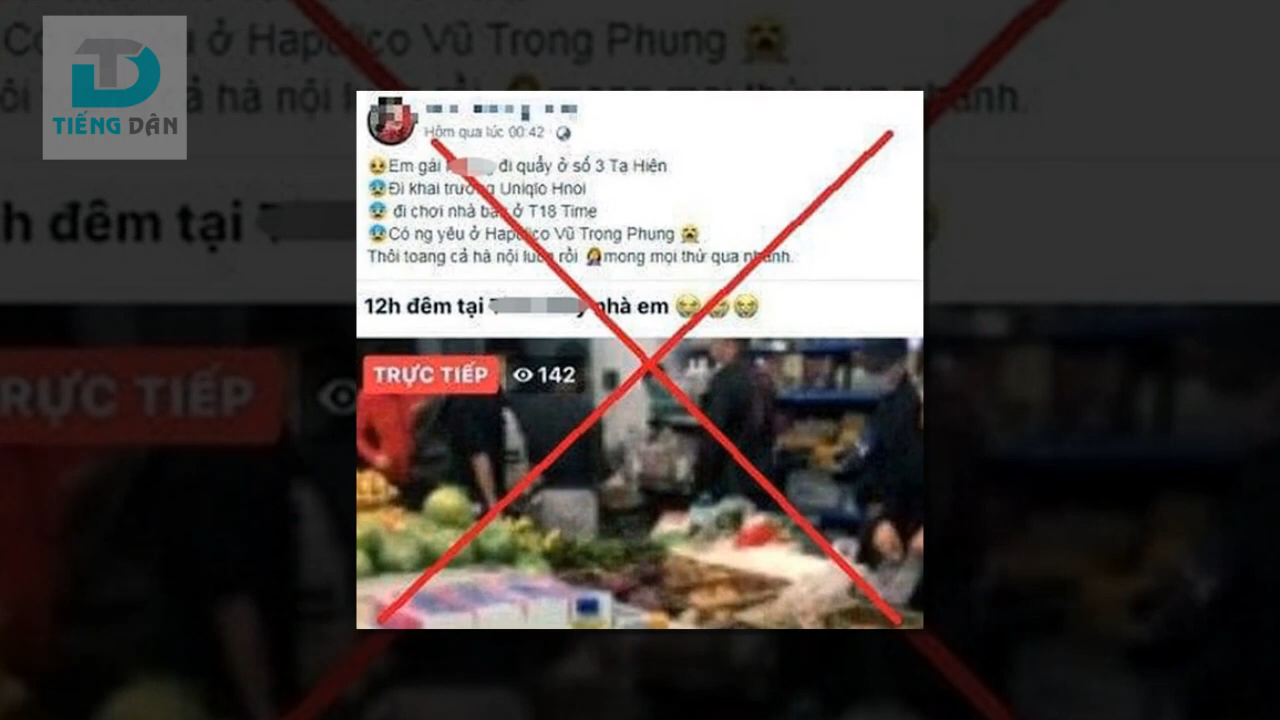 TIẾNG DÂN
Hôm qua lúc 00:42
Em gái đi quẩy ở số 3 Tạ Hiện
Đi khai trương Uniqlo Hnoi
đi chơi nhà bạn ở T18 Time
Có ng yêu ở Hapulico Vũ Trọng Phung
Thôi toang cả hà nội luôn rồi mong mọi thứ qua nhanh.
12h đêm tại nhà em
TRỰC TIẾP 142